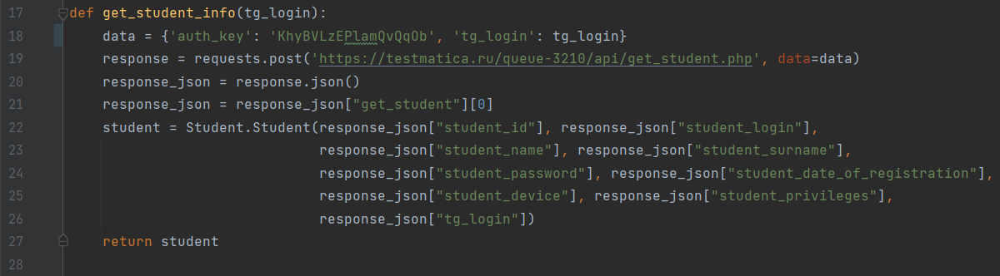 17 def get_student_info(tg_login):
18 data = {'auth_key': 'KhyBVLzEPlamQvQqOb', 'tg_login': tg_login}
19 response = requests.post('https://testmatica.ru/queue-3210/api/get_student.php', data=data)
20 response_json = response.json()
21 response_json = response_json["get_student"][0]
22 student = Student.Student(response_json["student_id"], response_json["student_login"],
23 response_json["student_name"], response_json["student_surname"],
24 response_json["student_password"], response_json["student_date_of_registration"],
25 response_json["student_device"], response_json["student_privileges"],
26 response_json["tg_login"])
27 return student
28